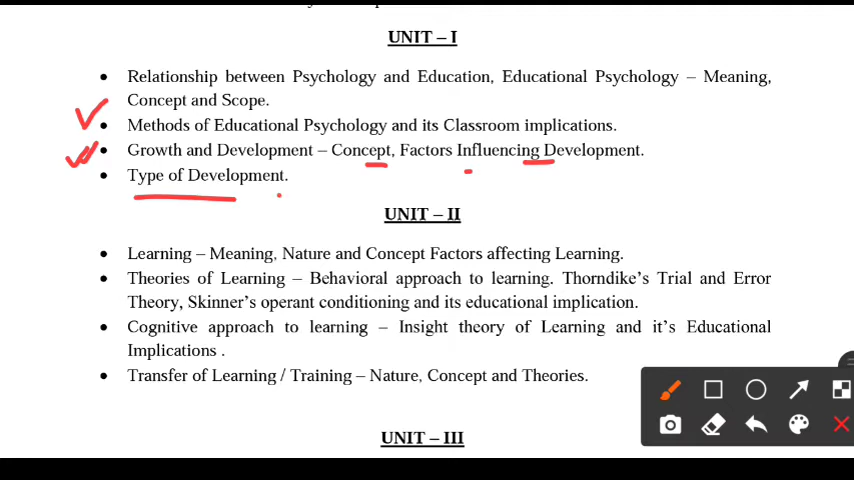 UNIT – I
• Relationship between Psychology and Education, Educational Psychology – Meaning,
Concept and Scope.
• Methods of Educational Psychology and its Classroom implications.
• Growth and Development – Concept, Factors Influencing Development.
• Type of Development.
UNIT – II
• Learning – Meaning, Nature and Concept Factors affecting Learning.
• Theories of Learning – Behavioral approach to learning. Thorndike's Trial and Error
Theory, Skinner's operant conditioning and its educational implication.
• Cognitive approach to learning – Insight theory of Learning and it's Educational
Implications .
• Transfer of Learning / Training – Nature, Concept and Theories.
UNIT – III